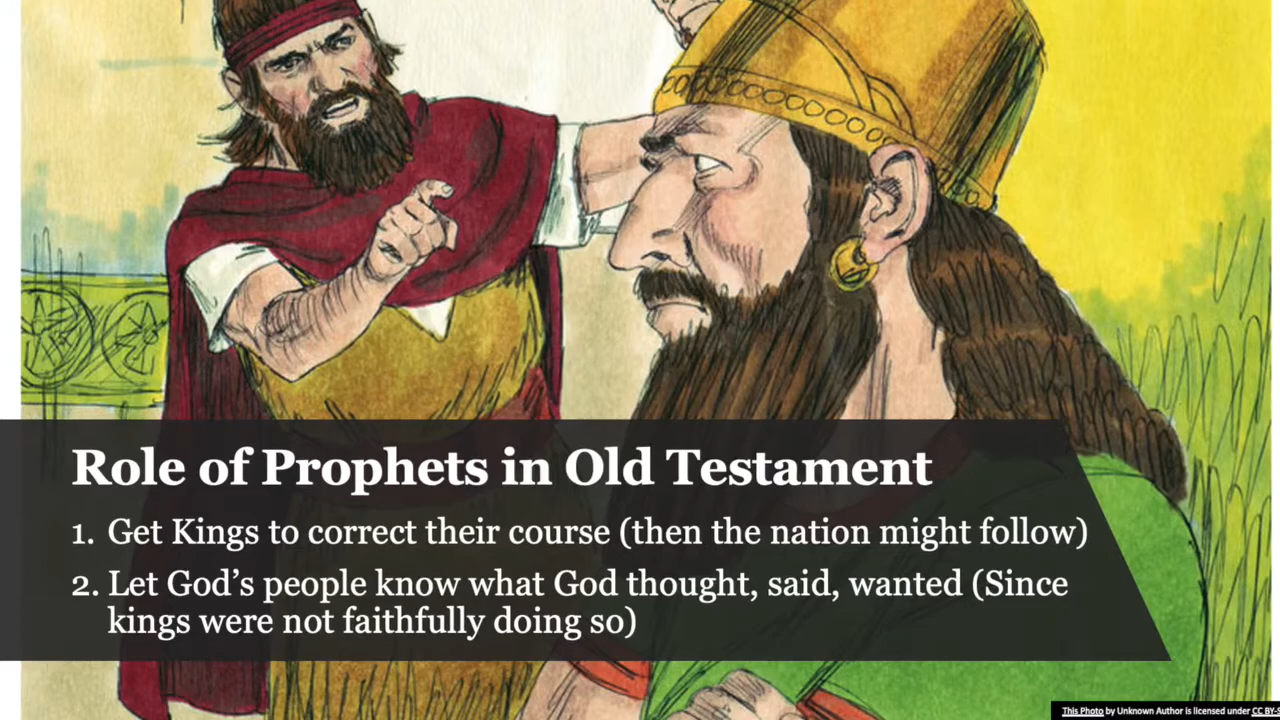 Role of Prophets in Old Testament
1. Get Kings to correct their course (then the nation might follow)
2. Let God’s people know what God thought, said, wanted (Since
kings were not faithfully doing so)
This Photo by Unknown Author is licensed under CC BY-S